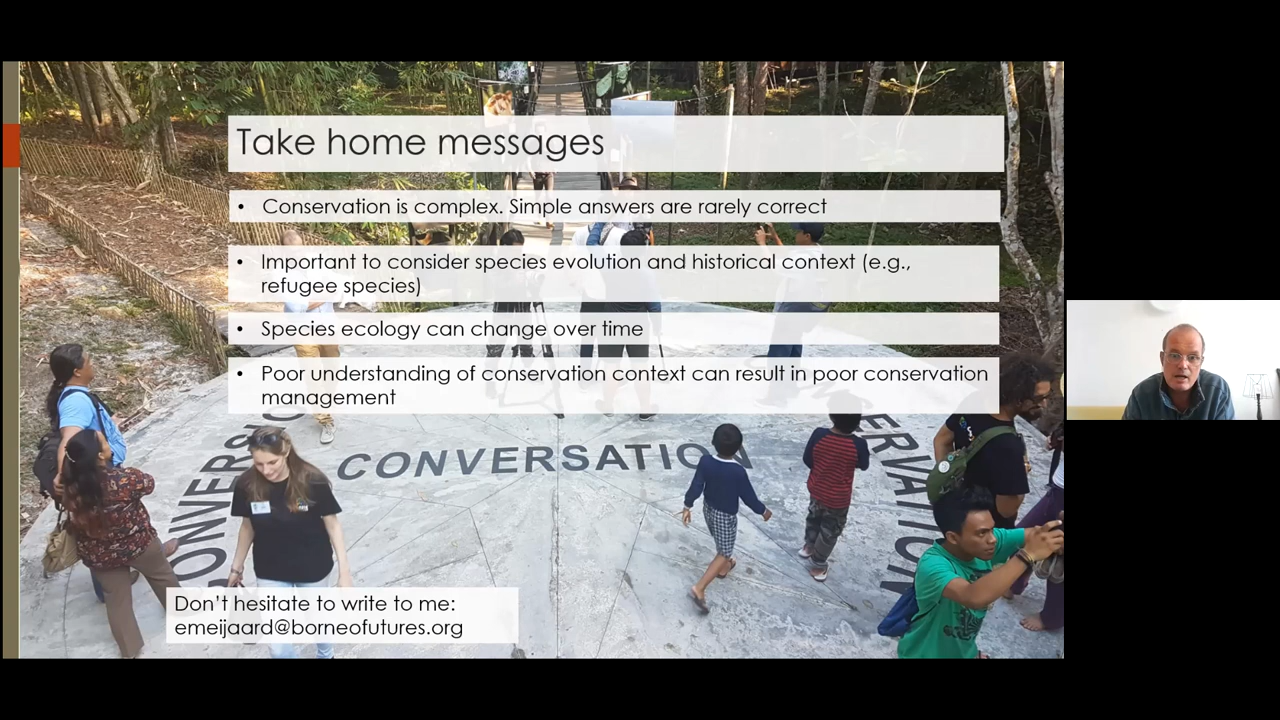 Take home messages
• Conservation is complex. Simple answers are rarely correct
• Important to consider species evolution and historical context (e.g.,
refugee species)
• Species ecology can change over time
• Poor understanding of conservation context can result in poor conservation
management
CONVERSATION
Don't hesitate to write to me:
emeijaard@borneofutures.org